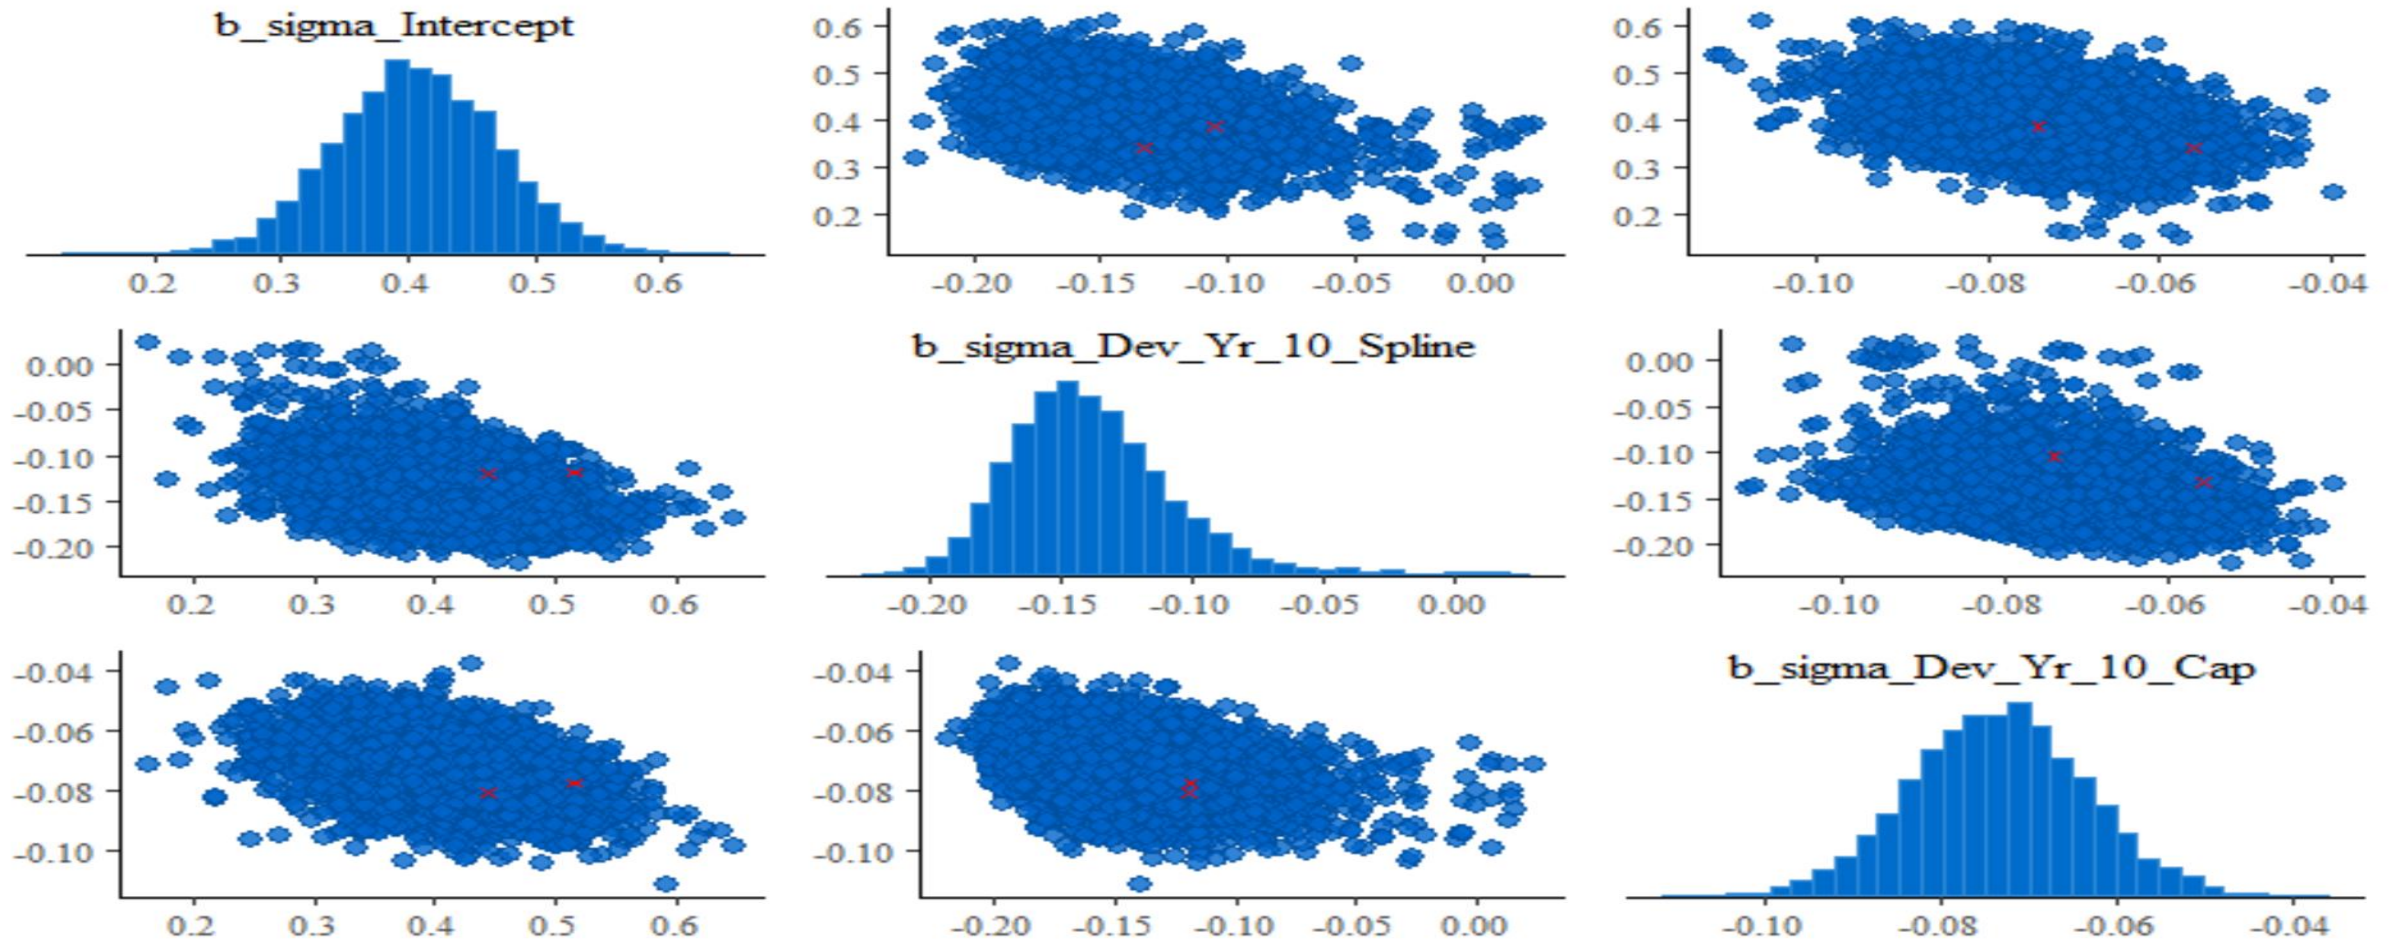 b_sigma_Intercept
0.6
0.5
0.4
0.3
0.2
0.6
0.5
0.4
0.3
0.2
0.2 0.3 0.4 0.5 0.6
-0.20 -0.15 -0.10 -0.05 0.00
-0.10 -0.08 -0.06 -0.04
0.00
-0.05
-0.10
-0.15
-0.20
b_sigma_Dev_Yr_10_Spline
0.00
-0.05
-0.10
-0.15
-0.20
0.2 0.3 0.4 0.5 0.6
-0.20 -0.15 -0.10 -0.05 0.00
-0.10 -0.08 -0.06 -0.04
-0.04
-0.06
-0.08
-0.10
-0.04
-0.06
-0.08
-0.10
b_sigma_Dev_Yr_10_Cap
0.2 0.3 0.4 0.5 0.6
-0.20 -0.15 -0.10 -0.05 0.00
-0.10 -0.08 -0.06 -0.04